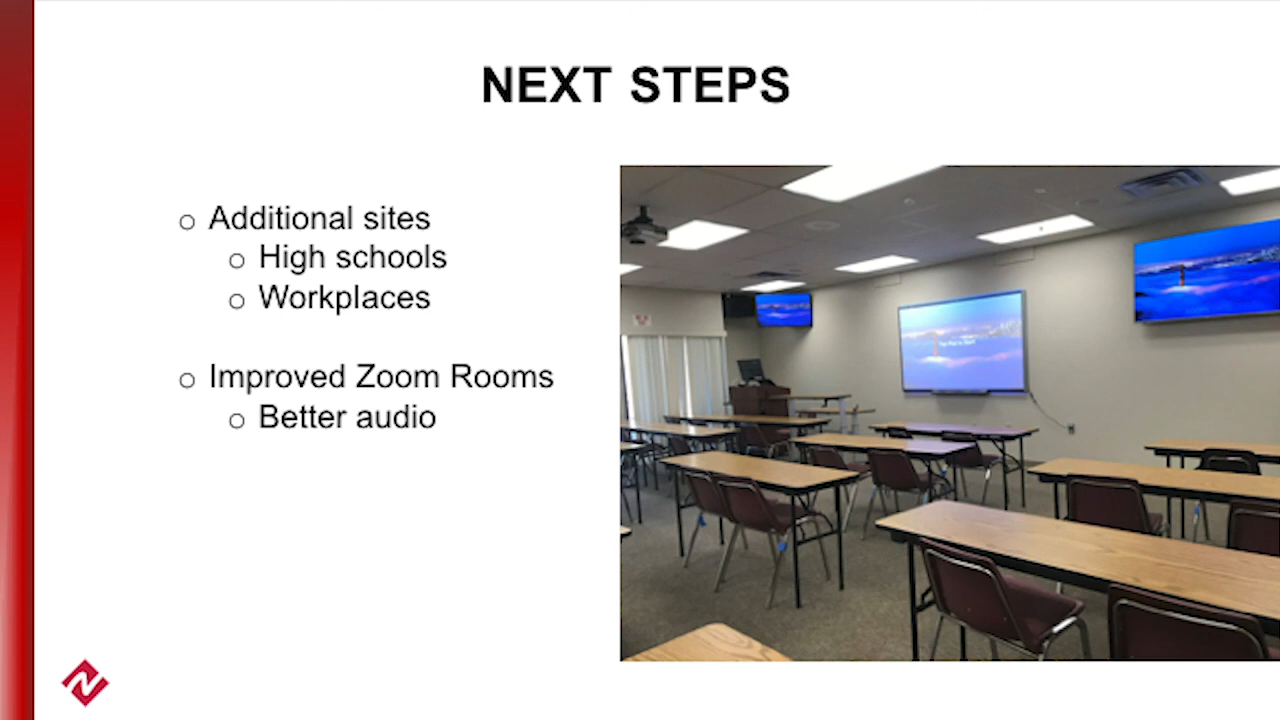 NEXT STEPS
Additional sites
High schools
Workplaces
Improved Zoom Rooms
Better audio